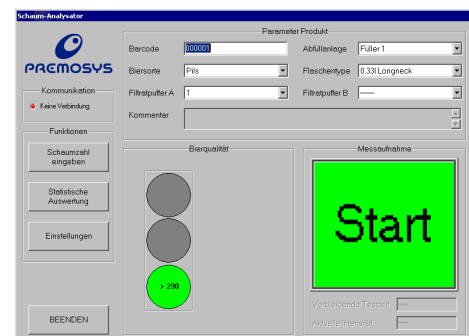 Schaum-Analysator
PREMOSYS
Kommunikation
Keine Verbindung
Funktionen
Schaumzahl
eingeben
Statistische
Auswertung
Einstellungen
BEENDEN
Parameter Produkt
Barcode 000001 Abfüllanlage Füller 1
Biersorte Pils Flaschentype 0.33l Longneck
Filtratpuffer A 1 Filtratpuffer B -----
Kommentar
Bierqualität
> 290
Messaufnahme
Start
Verbleibende Testzeit ----
Aktuelle Intensität ----